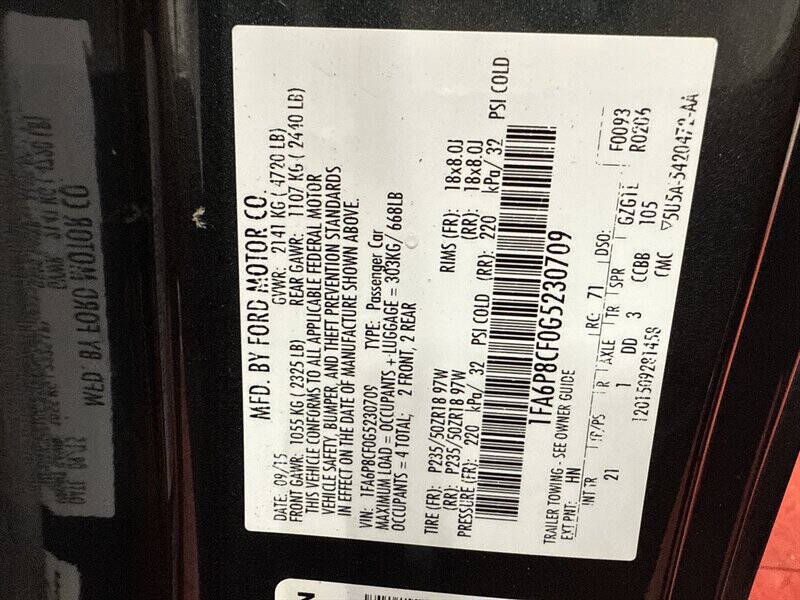 MFD. BY FORD MOTOR CO.
DATE: 09/15 GVWR: 2141 KG ( 4720 LB)
FRONT GAWR: 1055 KG ( 2325 LB) REAR GAWR: 1107 KG ( 2440 LB)
THIS VEHICLE CONFORMS TO ALL APPLICABLE FEDERAL MOTOR
VEHICLE SAFETY, BUMPER, AND THEFT PREVENTION STANDARDS
IN EFFECT ON THE DATE OF MANUFACTURE SHOWN ABOVE.
VIN: 1FA6P8CF0G5230709 TYPE: Passenger Car
MAXIMUM LOAD = OCCUPANTS + LUGGAGE = 303KG/ 668LB
OCCUPANTS = 4 TOTAL; 2 FRONT, 2 REAR
TIRE (FR): P235/50ZR18 97W RIMS (FR): 18x8.0J
(RR): P235/50ZR18 97W (RR): 18x8.0J
PRESSURE (FR): 220 kPa/ 32 PSI COLD (RR): 220 kPa/ 32 PSI COLD
1FA6P8CF0G5230709
TRAILER TOWING - SEE OWNER GUIDE
EXT PNT: HN RC: 71 DSO: F0093
INT TR TP/PS R AXLE TR SPR R0206
21 1 DD 3 CCBB
CMC 105
1201509281458 5420472-AA